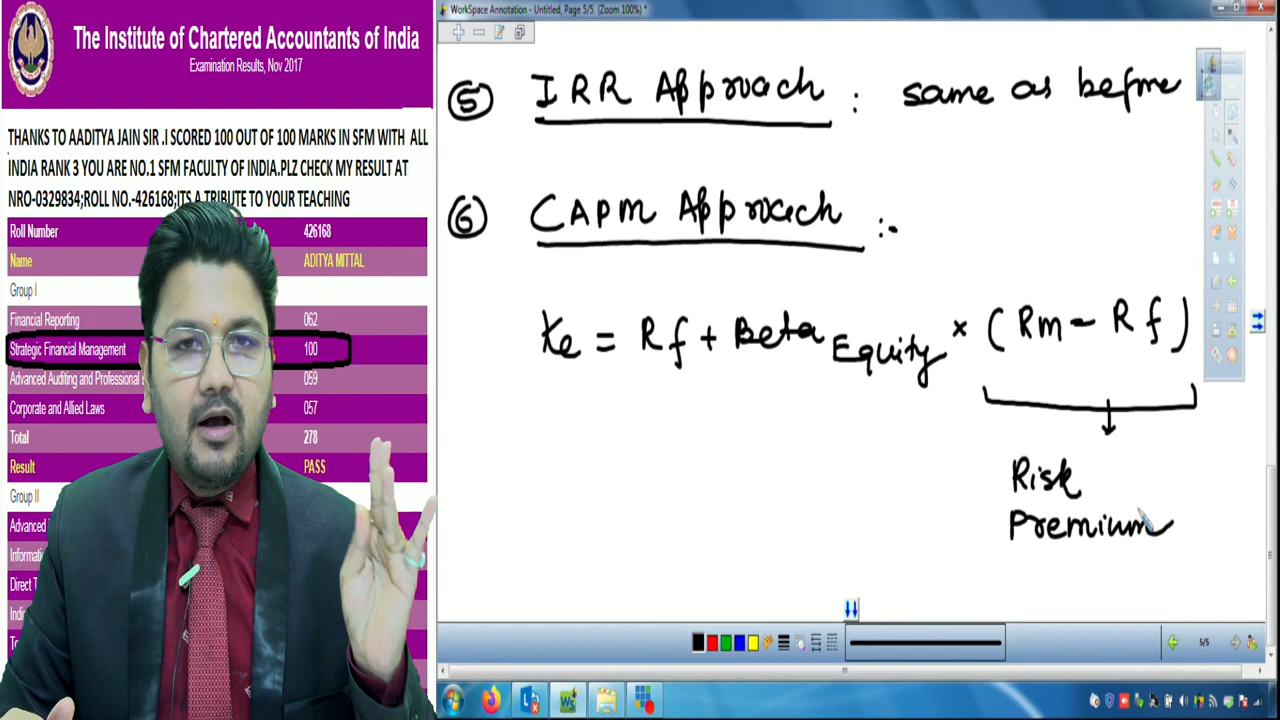 The Institute of Chartered Accountants of India
Examination Results, Nov 2017
THANKS TO AADITYA JAIN SIR .I SCORED 100 OUT OF 100 MARKS IN SFM WITH ALL
INDIA RANK 3 YOU ARE NO.1 SFM FACULTY OF INDIA.PLZ CHECK MY RESULT AT
NRO-0329834;ROLL NO.-426168;ITS A TRIBUTE TO YOUR TEACHING
Roll Number 426168
Name ADITYA MITTAL
Group I
Financial Reporting 062
Strategic Financial Management 100
Advanced Auditing and Professional 059
Corporate and Allied Laws 057
Total 278
Result PASS
Group II
WorkSpace Annotation - Untitled, Page 5/5 (Zoom 100%) *
5 IRR Approach : same as before
6 CAPM Approach :-
Ke = Rf + Beta Equity × (Rm - Rf)
Risk
Premium
5/5